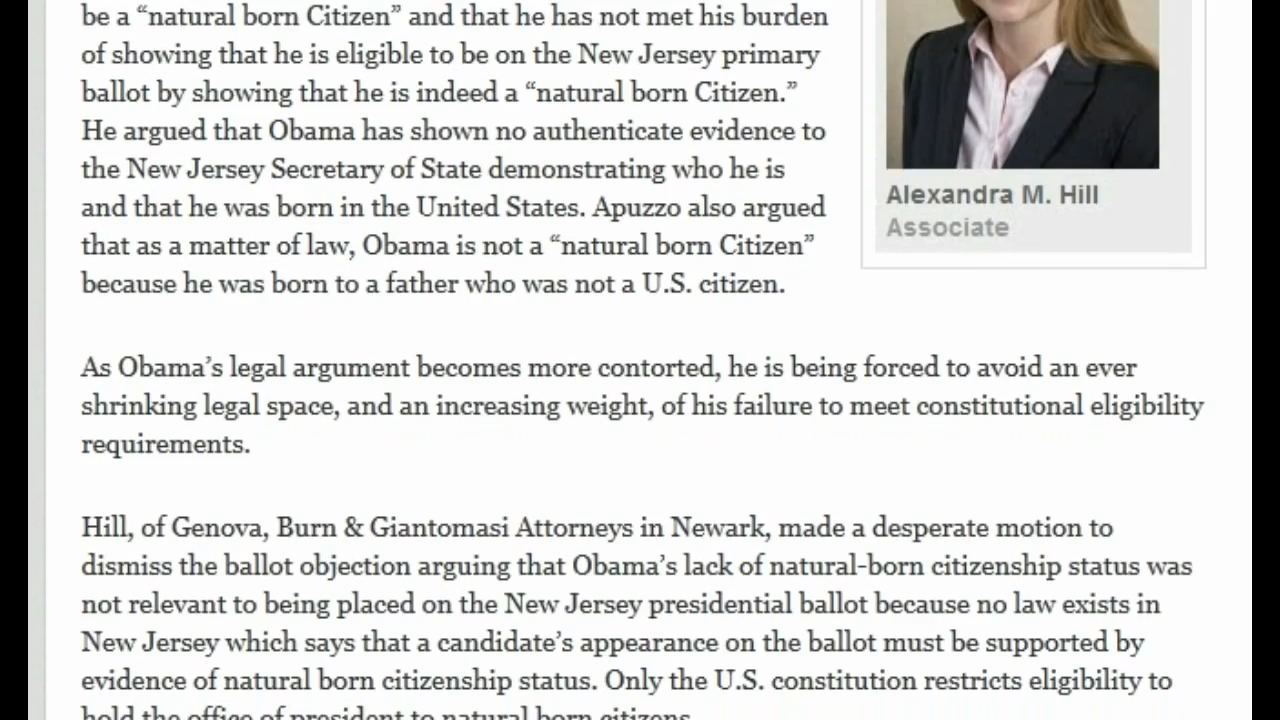 be a “natural born Citizen” and that he has not met his burden
of showing that he is eligible to be on the New Jersey primary
ballot by showing that he is indeed a “natural born Citizen.”
He argued that Obama has shown no authenticate evidence to
the New Jersey Secretary of State demonstrating who he is
and that he was born in the United States. Apuzzo also argued
that as a matter of law, Obama is not a “natural born Citizen”
because he was born to a father who was not a U.S. citizen.
Alexandra M. Hill
Associate
As Obama’s legal argument becomes more contorted, he is being forced to avoid an ever
shrinking legal space, and an increasing weight, of his failure to meet constitutional eligibility
requirements.
Hill, of Genova, Burn & Giantomasi Attorneys in Newark, made a desperate motion to
dismiss the ballot objection arguing that Obama’s lack of natural-born citizenship status was
not relevant to being placed on the New Jersey presidential ballot because no law exists in
New Jersey which says that a candidate’s appearance on the ballot must be supported by
evidence of natural born citizenship status. Only the U.S. constitution restricts eligibility to
hold the office of president to natural born citizens.